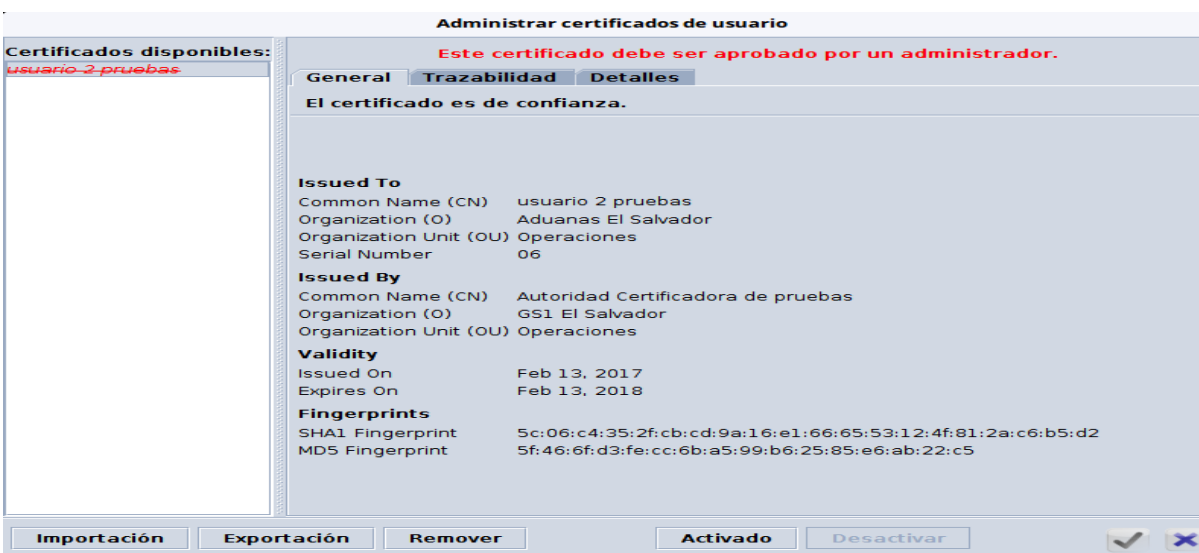 Administrar certificados de usuario
Certificados disponibles:
usuario 2 pruebas
Este certificado debe ser aprobado por un administrador.
General Trazabilidad Detalles
El certificado es de confianza.
Issued To
Common Name (CN) usuario 2 pruebas
Organization (O) Aduanas El Salvador
Organization Unit (OU) Operaciones
Serial Number 06
Issued By
Common Name (CN) Autoridad Certificadora de pruebas
Organization (O) GS1 El Salvador
Organization Unit (OU) Operaciones
Validity
Issued On Feb 13, 2017
Expires On Feb 13, 2018
Fingerprints
SHA1 Fingerprint 5c:06:c4:35:2f:cb:cd:9a:16:e1:66:65:53:12:4f:81:2a:c6:b5:d2
MD5 Fingerprint 5f:46:6f:d3:fe:cc:6b:a5:99:b6:25:85:e6:ab:22:c5
Importación Exportación Remover Activado Desactivar